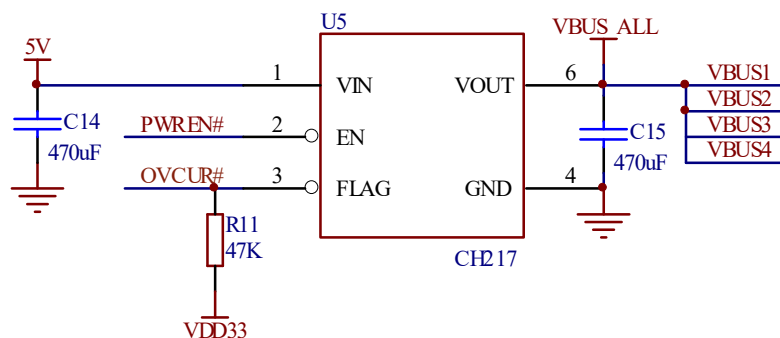 U5
5V
VBUS_ALL
1
VIN
VOUT
6
VBUS1
C14
470uF
PWREN#
2
EN
C15
470uF
VBUS2
VBUS3
VBUS4
OVCUR#
3
FLAG
GND
4
R11
47K
CH217
VDD33